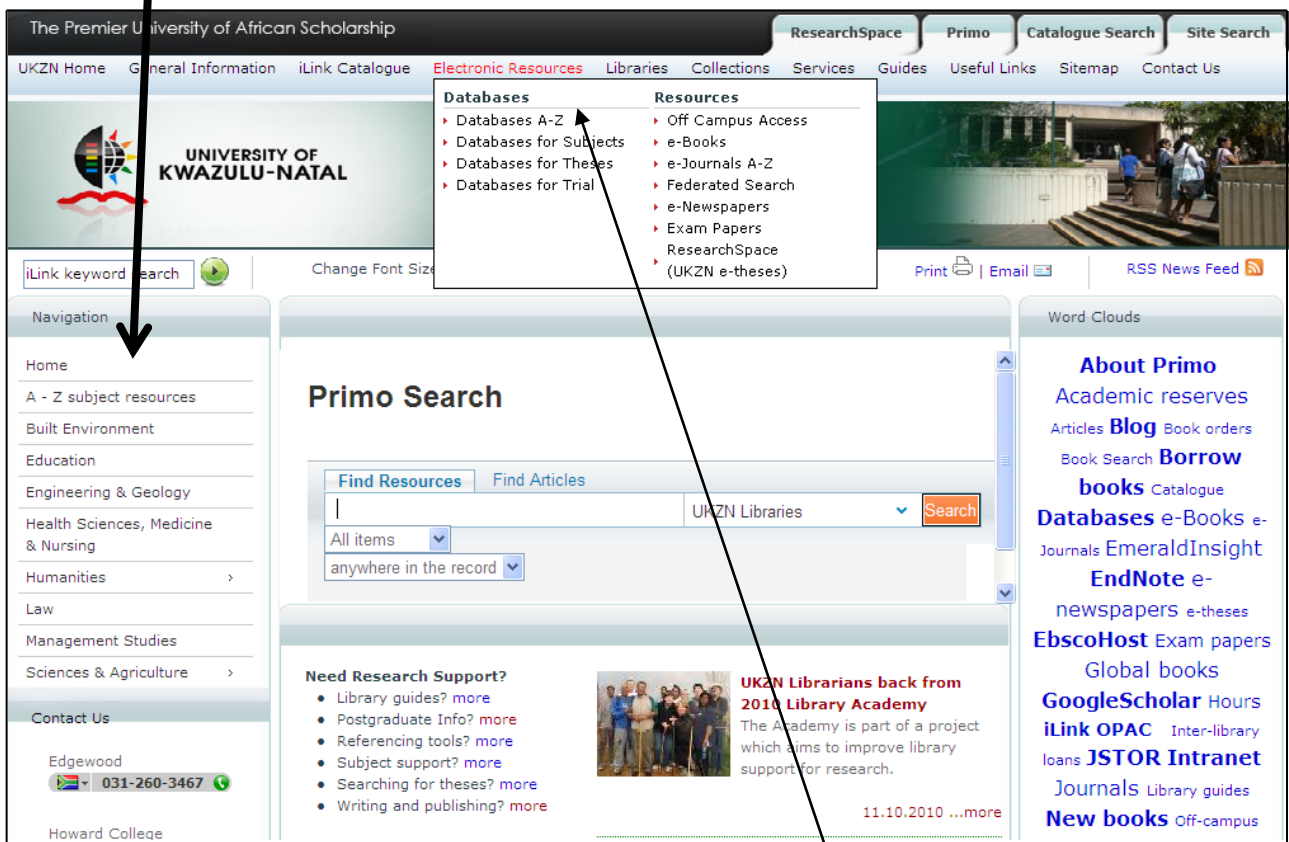 The Premier University of African Scholarship
ResearchSpace Primo Catalogue Search Site Search
UKZN Home General Information iLink Catalogue Electronic Resources Libraries Collections Services Guides Useful Links Sitemap Contact Us
UNIVERSITY OF
KWAZULU-NATAL
Databases
Databases A-Z
Databases for Subjects
Databases for Theses
Databases for Trial
Resources
Off Campus Access
e-Books
e-Journals A-Z
Federated Search
e-Newspapers
Exam Papers
ResearchSpace
(UKZN e-theses)
iLink keyword search
Change Font Size
Print | Email
RSS News Feed
Navigation
Home
A - Z subject resources
Built Environment
Education
Engineering & Geology
Health Sciences, Medicine
& Nursing
Humanities >
Law
Management Studies
Sciences & Agriculture >
Contact Us
Edgewood
031-260-3467
Howard College
Primo Search
Find Resources Find Articles
UKZN Libraries Search
All items
anywhere in the record
Need Research Support?
• Library guides? more
• Postgraduate Info? more
• Referencing tools? more
• Subject support? more
• Searching for theses? more
• Writing and publishing? more
UKZN Librarians back from
2010 Library Academy
The Academy is part of a project
which aims to improve library
support for research.
11.10.2010 ...more
Word Clouds
About Primo
Academic reserves
Articles Blog Book orders
Book Search Borrow
books Catalogue
Databases e-Books e-
Journals EmeraldInsight
EndNote e-
newspapers e-theses
EbscoHost Exam papers
Global books
GoogleScholar Hours
iLink OPAC Inter-library
loans JSTOR Intranet
Journals Library guides
New books Off-campus